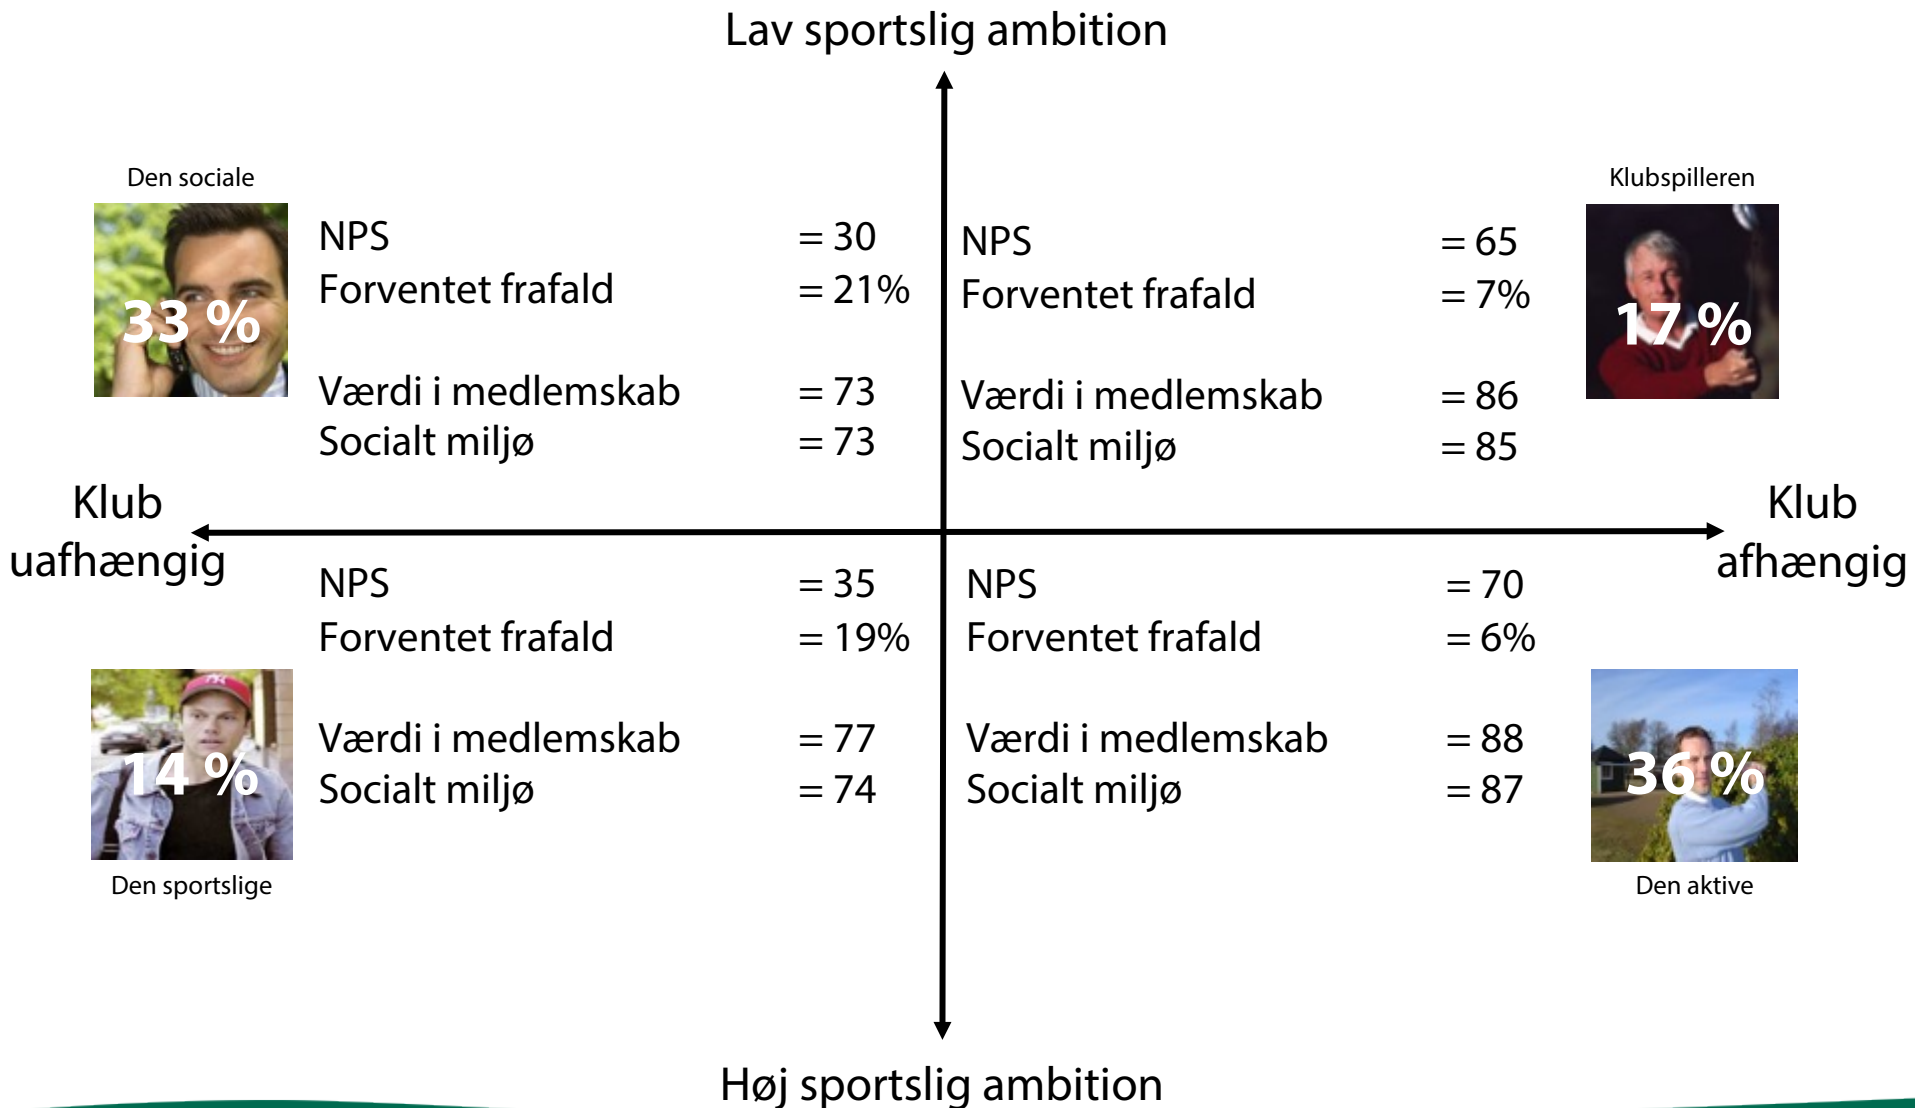 Lav sportslig ambition
Den sociale
33 %
NPS = 30
Forventet frafald = 21%
Værdi i medlemskab = 73
Socialt miljø = 73
Klubspilleren
17 %
NPS = 65
Forventet frafald = 7%
Værdi i medlemskab = 86
Socialt miljø = 85
Klub
uafhængig
Klub
afhængig
NPS = 35
Forventet frafald = 19%
Værdi i medlemskab = 77
Socialt miljø = 74
14 %
Den sportslige
NPS = 70
Forventet frafald = 6%
Værdi i medlemskab = 88
Socialt miljø = 87
36 %
Den aktive
Høj sportslig ambition